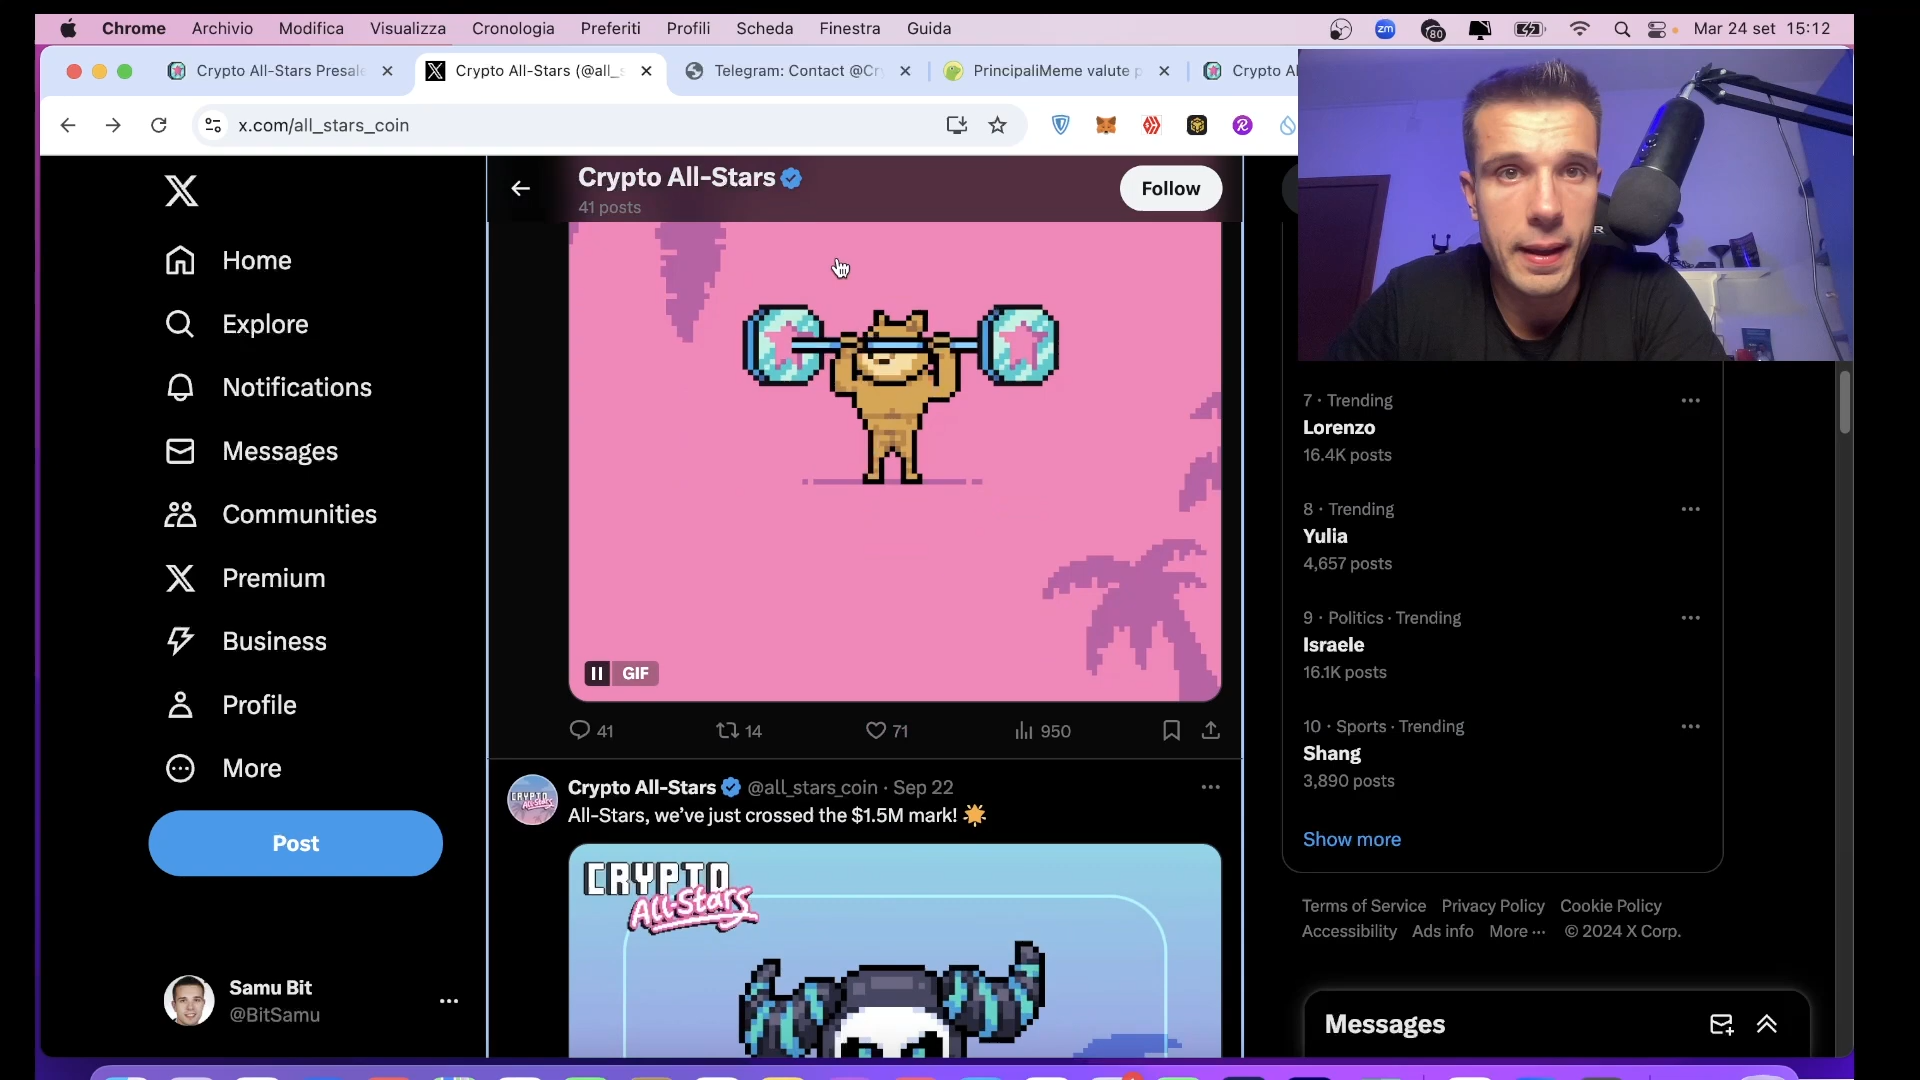 Chrome Archivio Modifica Visualizza Cronologia Preferiti Profili Scheda Finestra Guida
zm 80 Mar 24 set 15:12
Crypto All-Stars Presale
Crypto All-Stars (@all_s
Telegram: Contact @Cry
PrincipaliMeme valute p
Crypto Al
x.com/all_stars_coin
Crypto All-Stars
41 posts
Follow
Home
Explore
Notifications
Messages
Communities
Premium
Business
Profile
More
Post
Samu Bit
@BitSamu
GIF
41 14 71 950
Crypto All-Stars @all_stars_coin · Sep 22
All-Stars, we've just crossed the $1.5M mark!
CRYPTO
All-Stars
7 · Trending
Lorenzo
16.4K posts
8 · Trending
Yulia
4,657 posts
9 · Politics · Trending
Israele
16.1K posts
10 · Sports · Trending
Shang
3,890 posts
Show more
Terms of Service Privacy Policy Cookie Policy
Accessibility Ads info More ··· © 2024 X Corp.
Messages